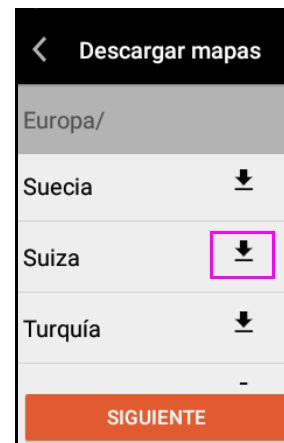 Descargar mapas
Europa/
Suecia
Suiza
Turquía
SIGUIENTE